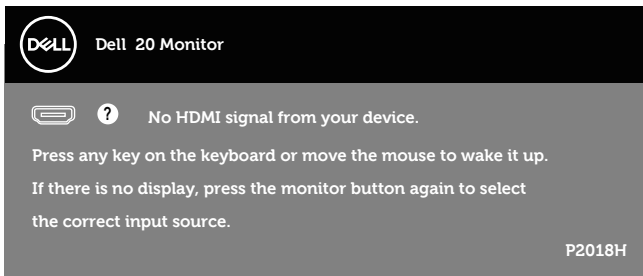 DELL
Dell 20 Monitor
? No HDMI signal from your device.
Press any key on the keyboard or move the mouse to wake it up.
If there is no display, press the monitor button again to select
the correct input source.
P2018H